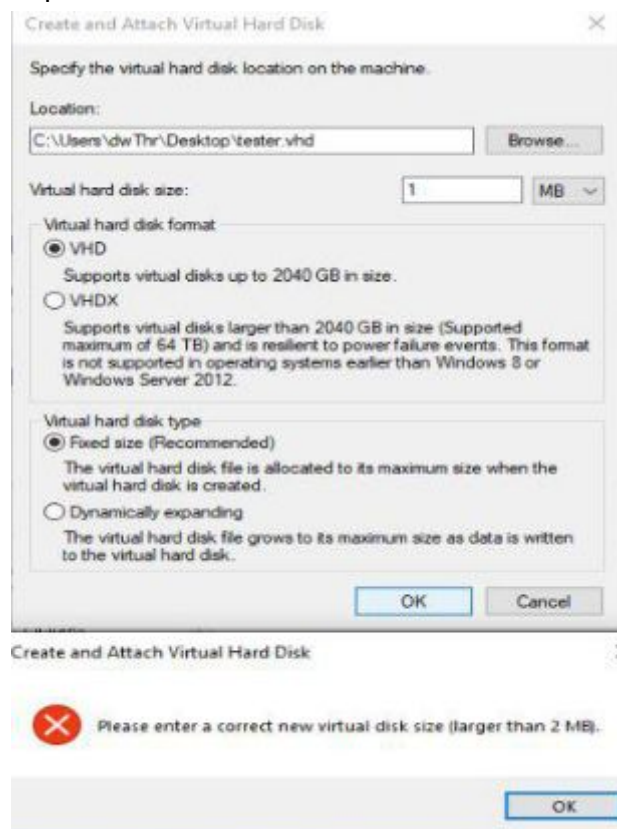 Create and Attach Virtual Hard Disk
Specify the virtual hard disk location on the machine.
Location:
C:\Users\dwThr\Desktop\tester.vhd
Browse...
Virtual hard disk size:
1
MB
Virtual hard disk format
VHD
Supports virtual disks up to 2040 GB in size.
VHDX
Supports virtual disks larger than 2040 GB in size (Supported
maximum of 64 TB) and is resilient to power failure events. This format
is not supported in operating systems earlier than Windows 8 or
Windows Server 2012.
Virtual hard disk type
Fixed size (Recommended)
The virtual hard disk file is allocated to its maximum size when the
virtual hard disk is created.
Dynamically expanding
The virtual hard disk file grows to its maximum size as data is written
to the virtual hard disk.
OK
Cancel
Create and Attach Virtual Hard Disk
Please enter a correct new virtual disk size (larger than 2 MB).
OK